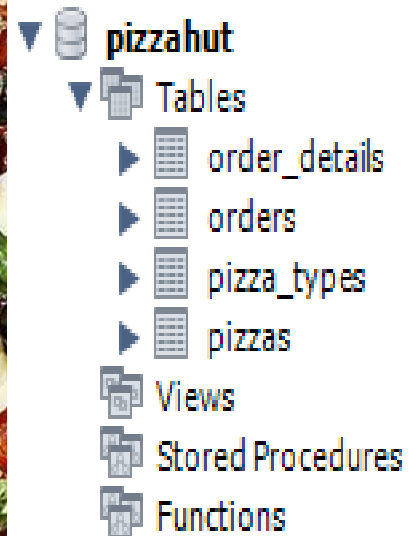 pizzahut
Tables
order_details
orders
pizza_types
pizzas
Views
Stored Procedures
Functions